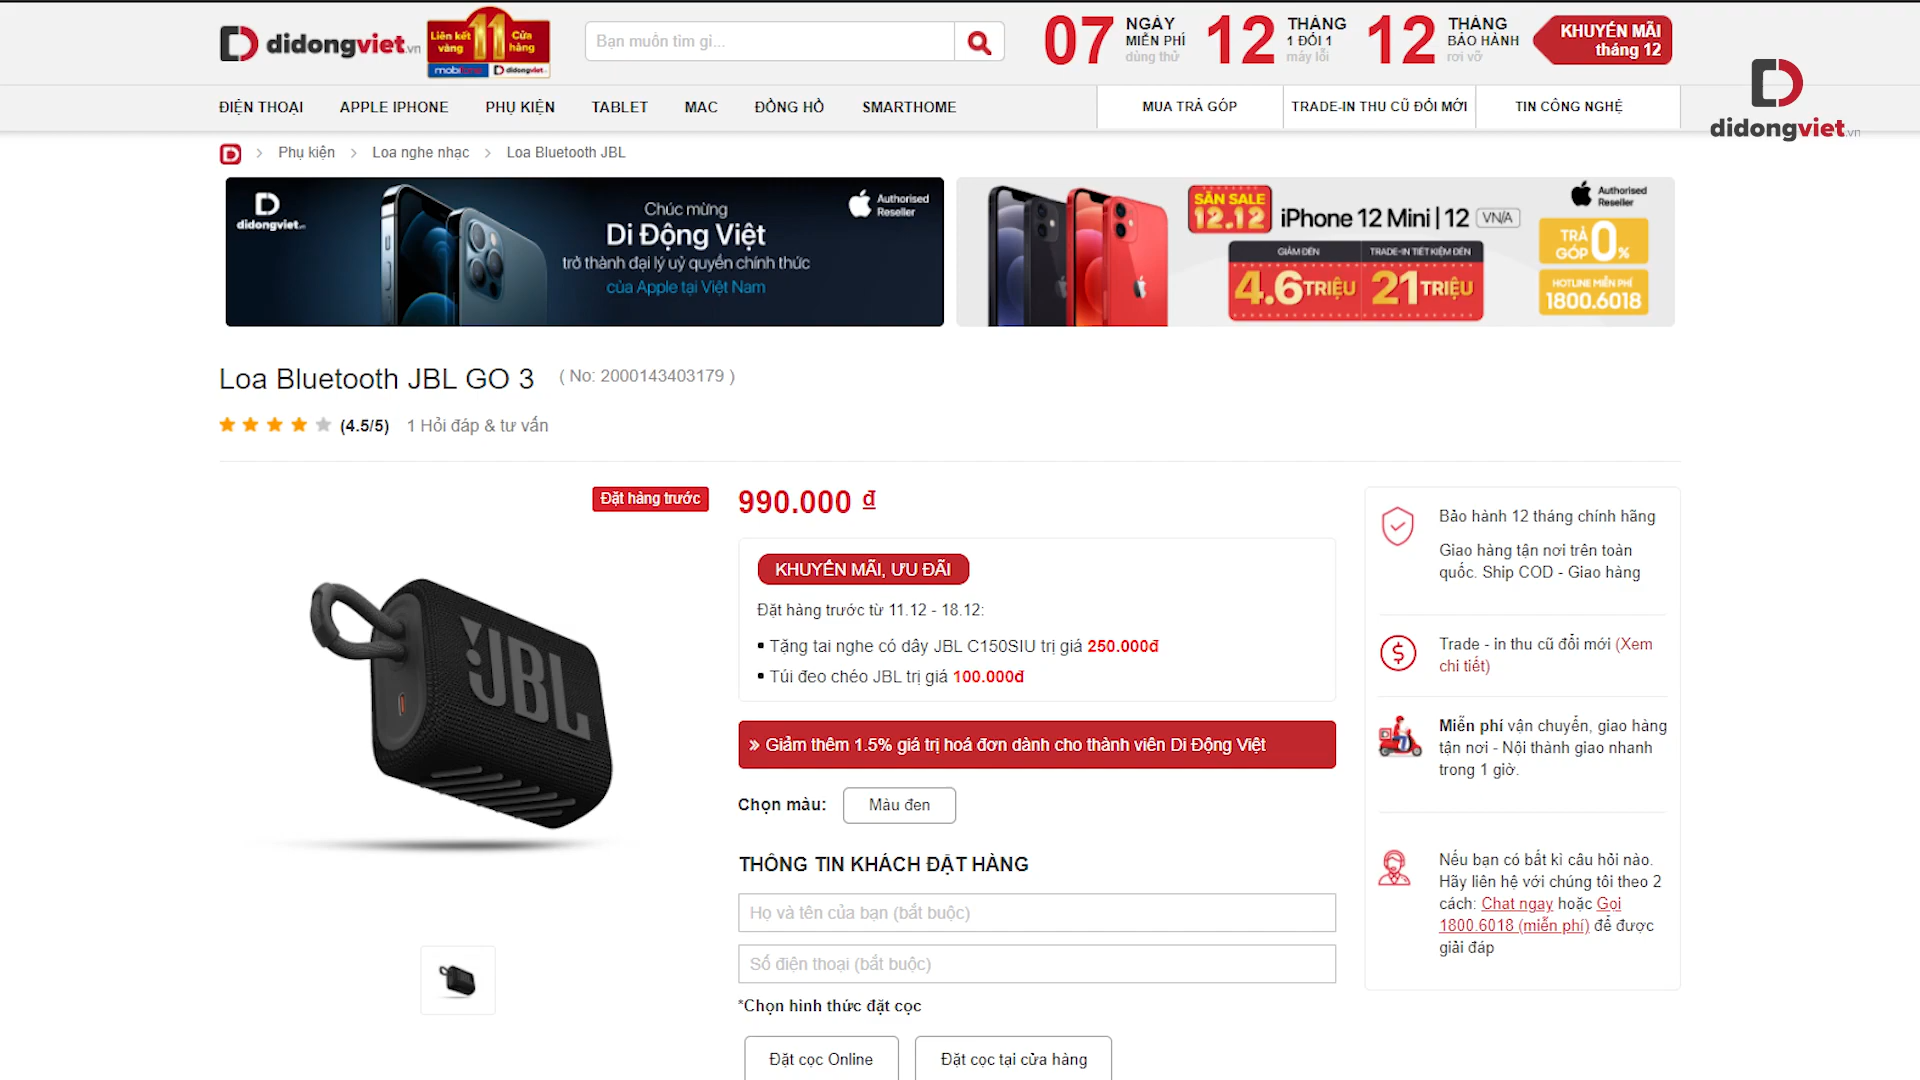 didongviet.vn
Liên kết vàng 11 Cửa hàng
didongviet.vn
Bạn muốn tìm gì...
07 NGÀY MIỄN PHÍ dùng thử
12 THÁNG 1 ĐỔI 1 máy lỗi
12 THÁNG BẢO HÀNH rơi vỡ
KHUYẾN MÃI tháng 12
didongviet.vn
ĐIỆN THOẠI APPLE IPHONE PHỤ KIỆN TABLET MAC ĐỒNG HỒ SMARTHOME MUA TRẢ GÓP TRADE-IN THU CŨ ĐỔI MỚI TIN CÔNG NGHỆ
Phụ kiện > Loa nghe nhạc > Loa Bluetooth JBL
didongviet.vn
Chúc mừng
Di Động Việt
trở thành đại lý uỷ quyền chính thức
của Apple tại Việt Nam
Authorised Reseller
SĂN SALE 12.12
iPhone 12 Mini | 12 VN/A
GIẢM ĐẾN 4.6 TRIỆU
TRADE-IN TIẾT KIỆM ĐẾN 21 TRIỆU
Authorised Reseller
TRẢ GÓP 0%
HOTLINE MIỄN PHÍ
1800.6018
Loa Bluetooth JBL GO 3 ( No: 2000143403179 )
(4.5/5) 1 Hỏi đáp & tư vấn
Đặt hàng trước
JBL
990.000 đ
KHUYẾN MÃI, ƯU ĐÃI
Đặt hàng trước từ 11.12 - 18.12:
▪ Tặng tai nghe có dây JBL C150SIU trị giá 250.000đ
▪ Túi đeo chéo JBL trị giá 100.000đ
» Giảm thêm 1.5% giá trị hoá đơn dành cho thành viên Di Động Việt
Chọn màu: Màu đen
THÔNG TIN KHÁCH ĐẶT HÀNG
Họ và tên của bạn (bắt buộc)
Số điện thoại (bắt buộc)
*Chọn hình thức đặt cọc
Đặt cọc Online Đặt cọc tại cửa hàng
Bảo hành 12 tháng chính hãng
Giao hàng tận nơi trên toàn
quốc. Ship COD - Giao hàng
Trade - in thu cũ đổi mới (Xem
chi tiết)
Miễn phí vận chuyển, giao hàng
tận nơi - Nội thành giao nhanh
trong 1 giờ.
Nếu bạn có bất kì câu hỏi nào.
Hãy liên hệ với chúng tôi theo 2
cách: Chat ngay hoặc Gọi
1800.6018 (miễn phí) để được
giải đáp